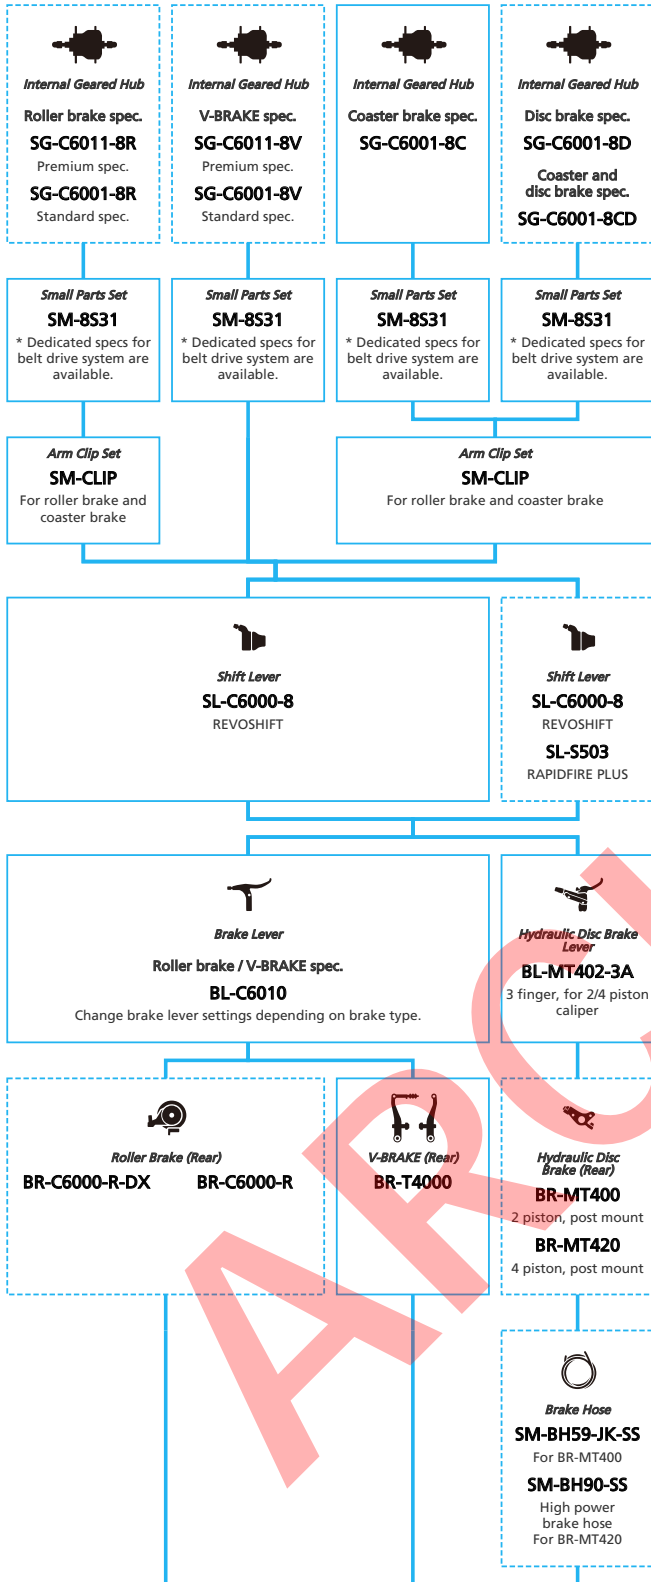 Internal Geared Hub
Roller brake spec.
SG-C6011-8R
Premium spec.
SG-C6001-8R
Standard spec.
Internal Geared Hub
V-BRAKE spec.
SG-C6011-8V
Premium spec.
SG-C6001-8V
Standard spec.
Internal Geared Hub
Coaster brake spec.
SG-C6001-8C
Internal Geared Hub
Disc brake spec.
SG-C6001-8D
Coaster and
disc brake spec.
SG-C6001-8CD
Small Parts Set
SM-8S31
* Dedicated specs for
belt drive system are
available.
Small Parts Set
SM-8S31
* Dedicated specs for
belt drive system are
available.
Small Parts Set
SM-8S31
* Dedicated specs for
belt drive system are
available.
Small Parts Set
SM-8S31
* Dedicated specs for
belt drive system are
available.
Arm Clip Set
SM-CLIP
For roller brake and
coaster brake
Arm Clip Set
SM-CLIP
For roller brake and coaster brake
Shift Lever
SL-C6000-8
REVOSHIFT
Shift Lever
SL-C6000-8
REVOSHIFT
SL-S503
RAPIDFIRE PLUS
Brake Lever
Roller brake / V-BRAKE spec.
BL-C6010
Change brake lever settings depending on brake type.
Hydraulic Disc Brake
Lever
BL-MT402-3A
3 finger, for 2/4 piston
caliper
Roller Brake (Rear)
BR-C6000-R-DX BR-C6000-R
V-BRAKE (Rear)
BR-T4000
Hydraulic Disc
Brake (Rear)
BR-MT400
2 piston, post mount
BR-MT420
4 piston, post mount
Brake Hose
SM-BH59-JK-SS
For BR-MT400
SM-BH90-SS
High power
brake hose
For BR-MT420